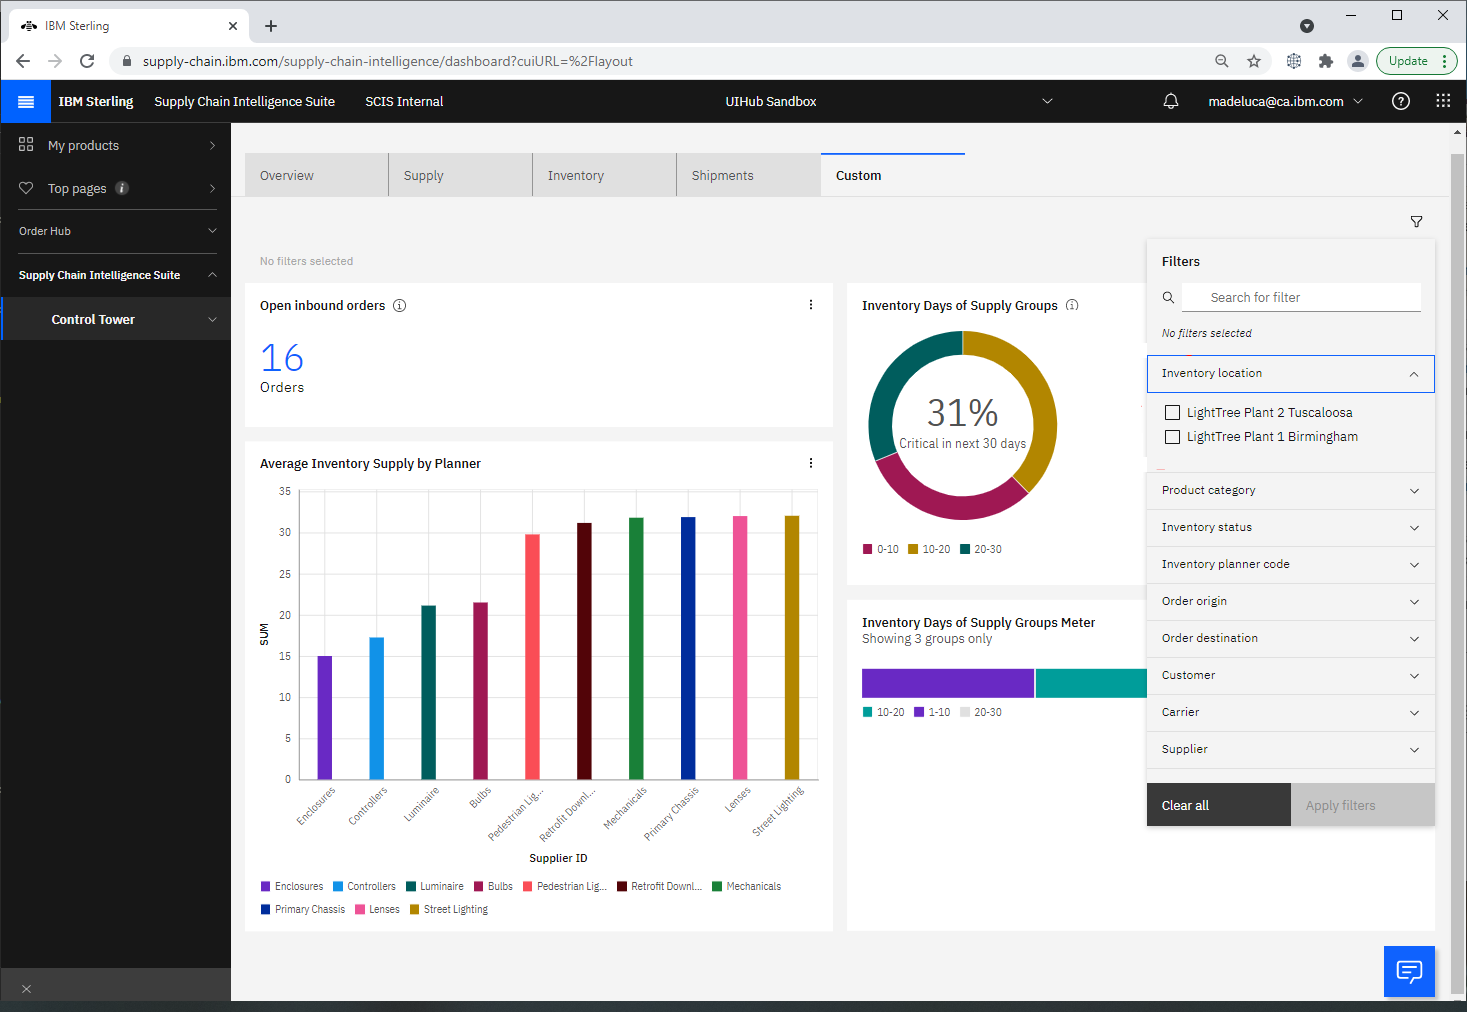 IBM Sterling
supply-chain.ibm.com/supply-chain-intelligence/dashboard?cuiURL=%2Flayout
Update
IBM Sterling
Supply Chain Intelligence Suite
SCIS Internal
UIHub Sandbox
madeluca@ca.ibm.com
My products
Top pages
Order Hub
Supply Chain Intelligence Suite
Control Tower
Overview
Supply
Inventory
Shipments
Custom
No filters selected
Open inbound orders
16
Orders
Average Inventory Supply by Planner
35
30
25
20
15
10
5
0
SUM
Enclosures
Controllers
Luminaire
Bulbs
Pedestrian Lig...
Retrofit Downl...
Mechanicals
Primary Chassis
Lenses
Street Lighting
Supplier ID
Enclosures Controllers Luminaire Bulbs Pedestrian Lig... Retrofit Downl... Mechanicals
Primary Chassis Lenses Street Lighting
Inventory Days of Supply Groups
31%
Critical in next 30 days
0-10 10-20 20-30
Inventory Days of Supply Groups Meter
Showing 3 groups only
10-20 1-10 20-30
Filters
Search for filter
No filters selected
Inventory location
LightTree Plant 2 Tuscaloosa
LightTree Plant 1 Birmingham
Product category
Inventory status
Inventory planner code
Order origin
Order destination
Customer
Carrier
Supplier
Clear all
Apply filters